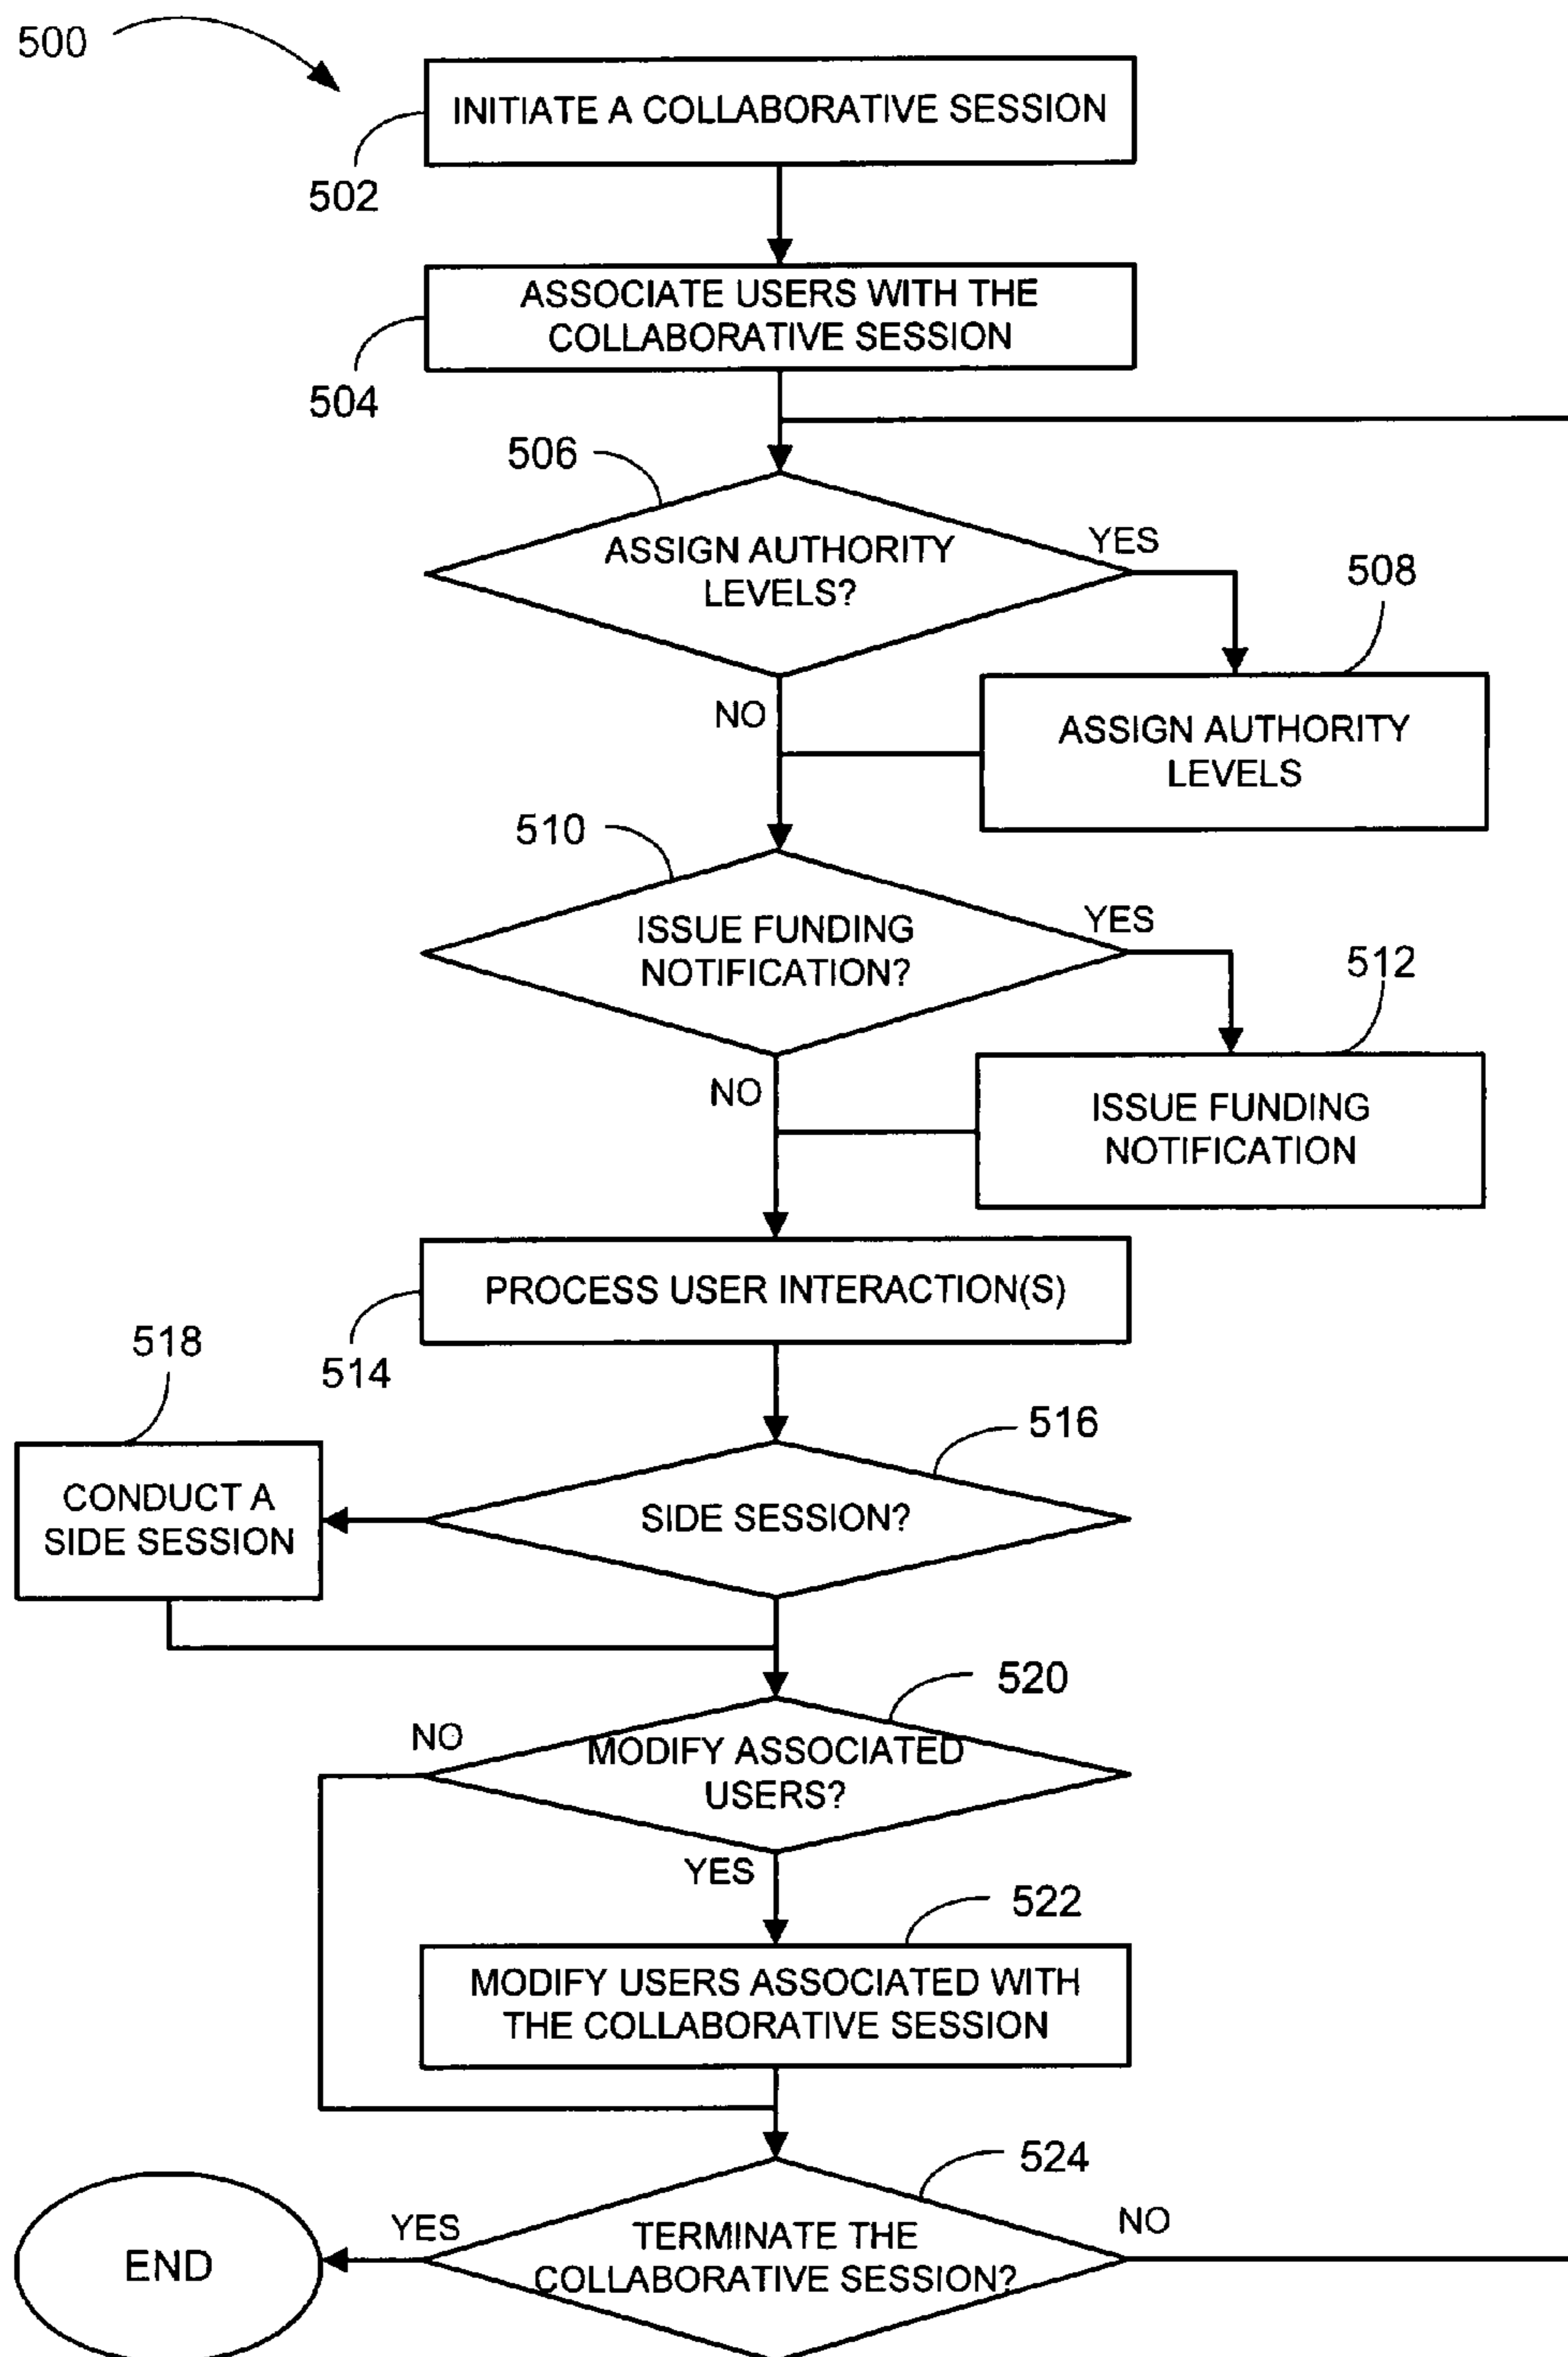 500
INITIATE A COLLABORATIVE SESSION
502
ASSOCIATE USERS WITH THE
COLLABORATIVE SESSION
504
506
ASSIGN AUTHORITY
LEVELS?
YES
508
NO
ASSIGN AUTHORITY
LEVELS
510
ISSUE FUNDING
NOTIFICATION?
YES
512
NO
ISSUE FUNDING
NOTIFICATION
PROCESS USER INTERACTION(S)
514
518
516
CONDUCT A
SIDE SESSION
SIDE SESSION?
520
NO
MODIFY ASSOCIATED
USERS?
YES
522
MODIFY USERS ASSOCIATED WITH
THE COLLABORATIVE SESSION
524
YES
TERMINATE THE
COLLABORATIVE SESSION?
NO
END